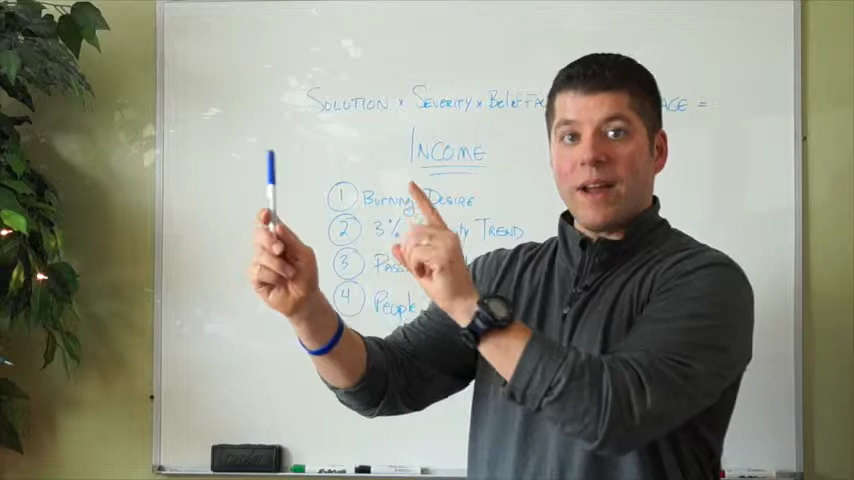 SOLUTION x SEVERITY x BELIEF AGE =
INCOME
1 BURNING DESIRE
2 3% TREND
3 PASS
4 PEOPLE